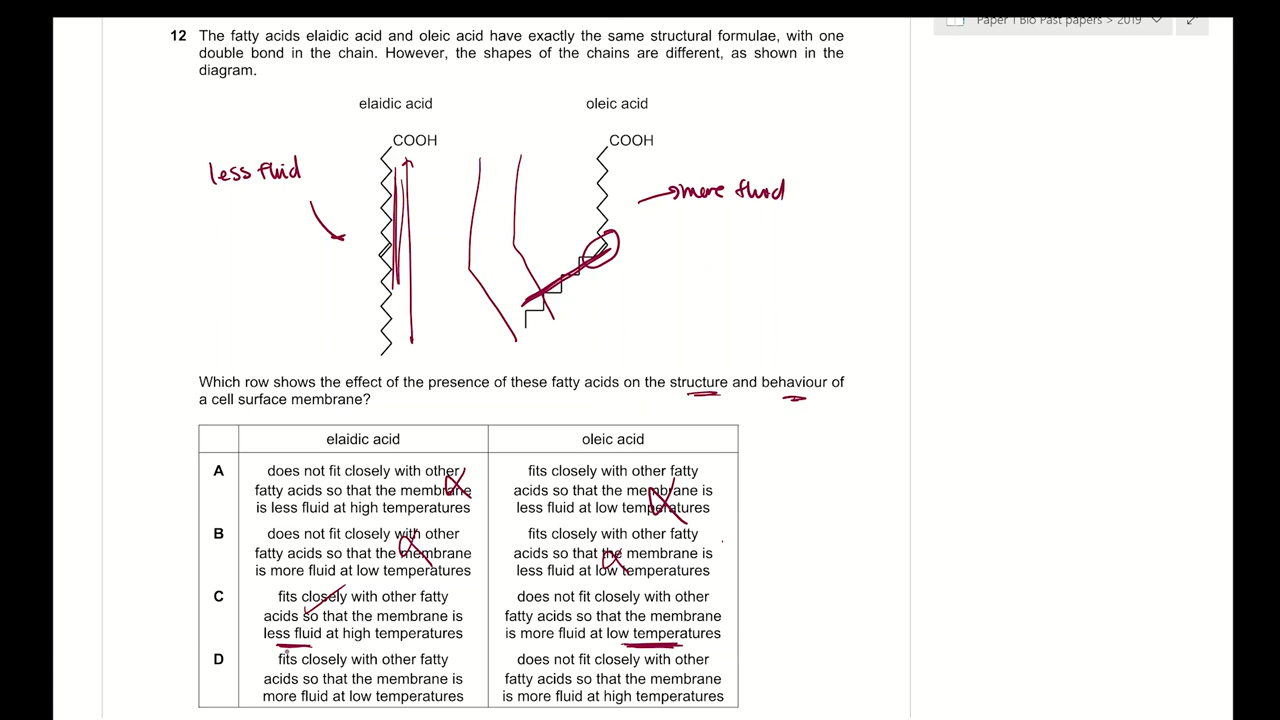 Paper 1 Bio Past papers > 2019
12 The fatty acids elaidic acid and oleic acid have exactly the same structural formulae, with one
double bond in the chain. However, the shapes of the chains are different, as shown in the
diagram.
elaidic acid oleic acid
COOH COOH
less fluid
more fluid
Which row shows the effect of the presence of these fatty acids on the structure and behaviour of
a cell surface membrane?
elaidic acid oleic acid
A does not fit closely with other fits closely with other fatty
fatty acids so that the membrane acids so that the membrane is
is less fluid at high temperatures less fluid at low temperatures
B does not fit closely with other fits closely with other fatty
fatty acids so that the membrane acids so that the membrane is
is more fluid at low temperatures less fluid at low temperatures
C fits closely with other fatty does not fit closely with other
acids so that the membrane is fatty acids so that the membrane
less fluid at high temperatures is more fluid at low temperatures
D fits closely with other fatty does not fit closely with other
acids so that the membrane is fatty acids so that the membrane
more fluid at low temperatures is more fluid at high temperatures